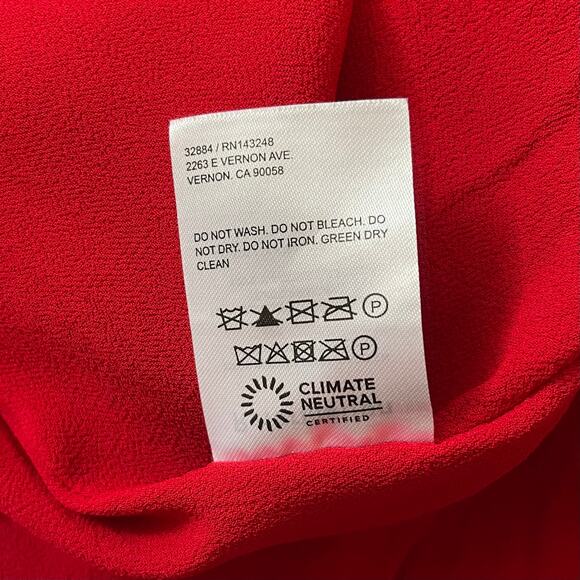 32884 / RN143248
2263 E VERNON AVE.
VERNON. CA 90058
DO NOT WASH. DO NOT BLEACH. DO
NOT DRY. DO NOT IRON. GREEN DRY
CLEAN
P
P
CLIMATE
NEUTRAL
CERTIFIED